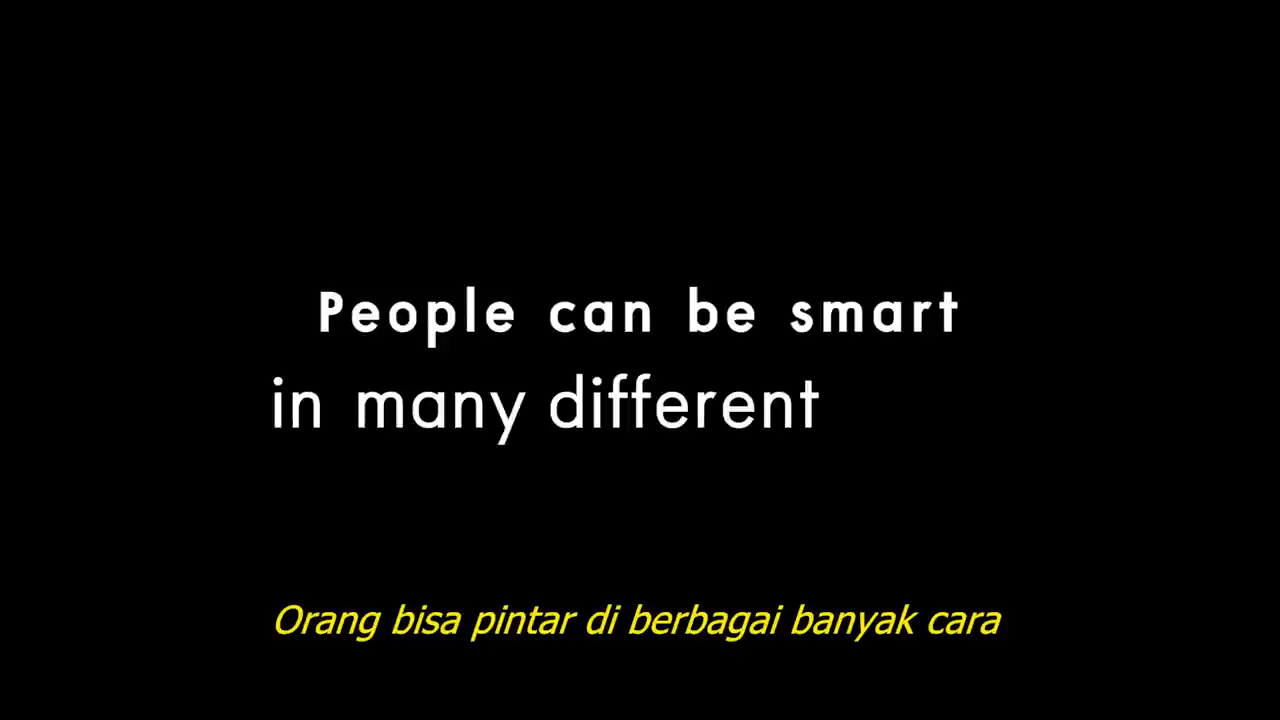 People can be smart
in many different
Orang bisa pintar di berbagai banyak cara